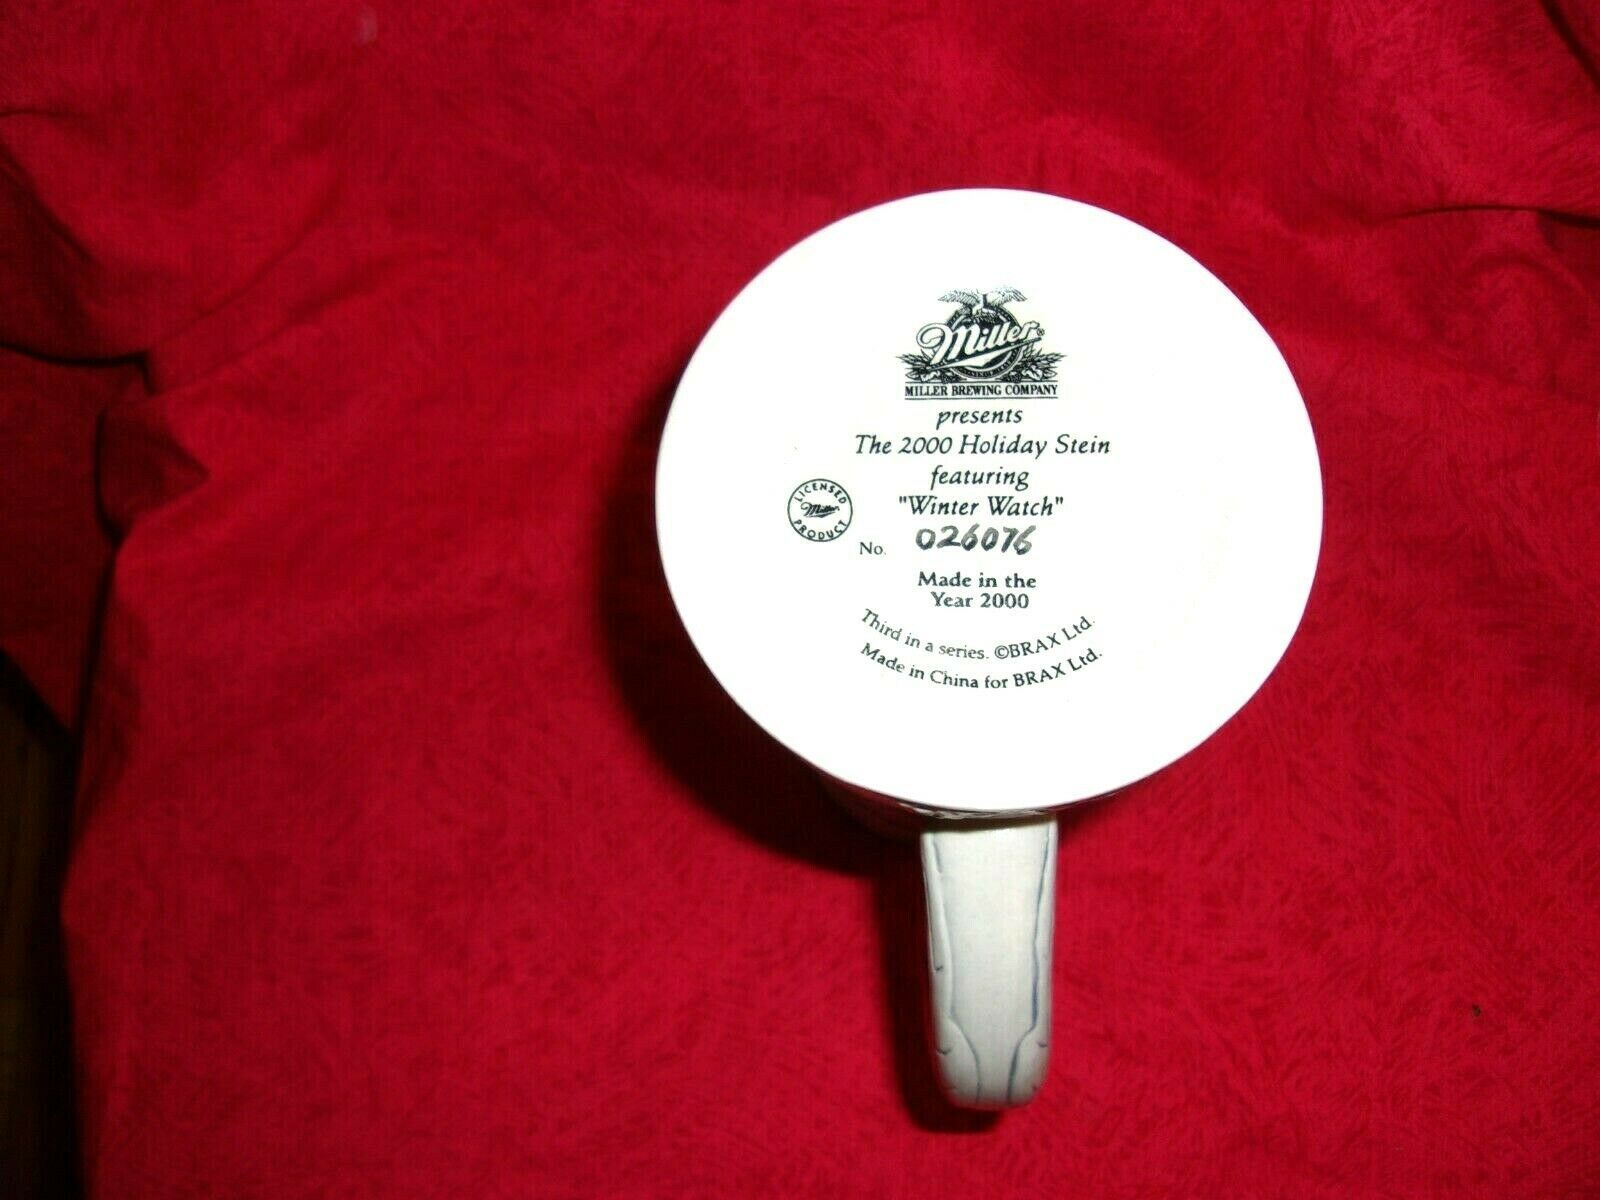 Miller
MILLER BREWING COMPANY
presents
The 2000 Holiday Stein
featuring
"Winter Watch"
LICENSED
Miller
PRODUCT
No. 026076
Made in the
Year 2000
Third in a series. ©BRAX Ltd.
Made in China for BRAX Ltd.